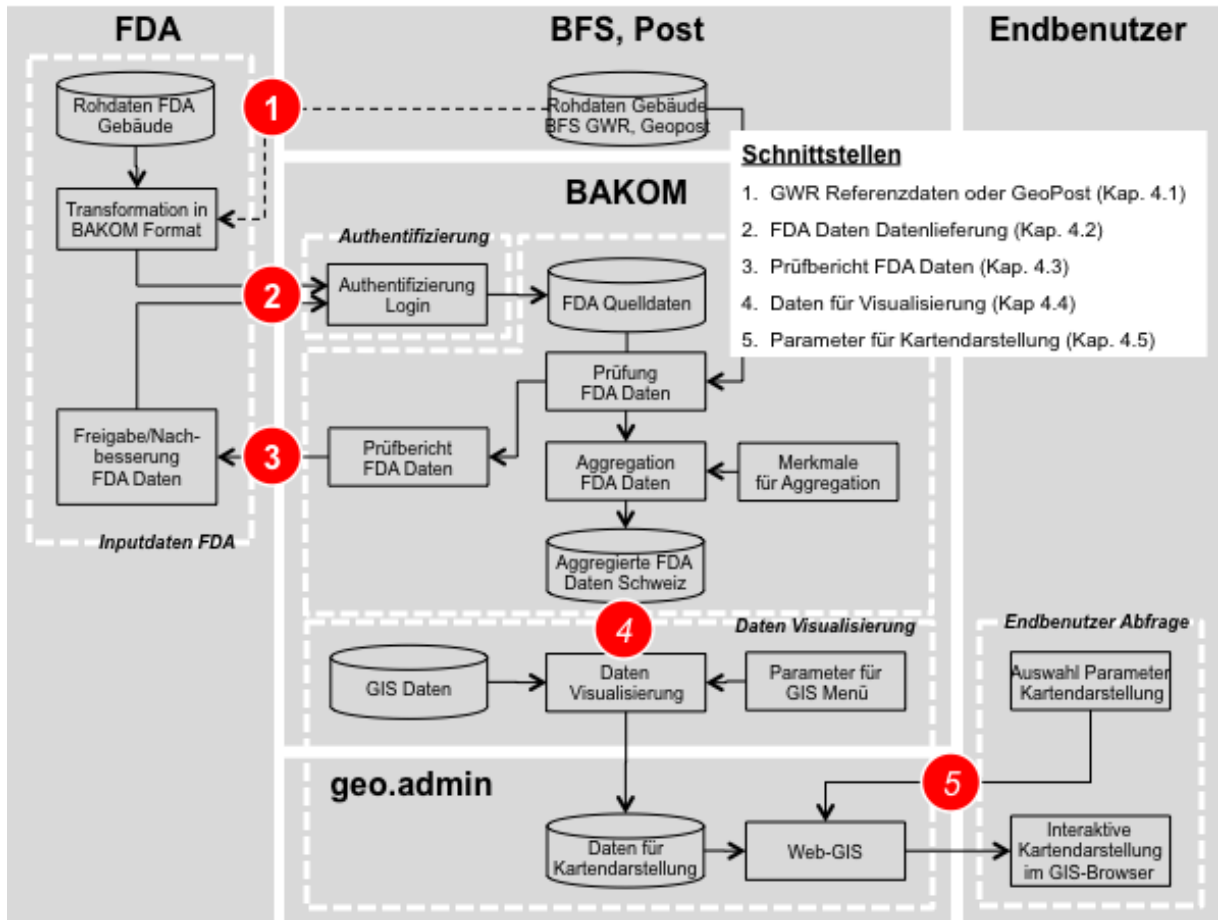 FDA
BFS, Post
Endbenutzer
Rohdaten FDA
Gebäude
1
Rohdaten Gebäude
BFS GWR, Geopost
Schnittstellen
1. GWR Referenzdaten oder GeoPost (Kap. 4.1)
2. FDA Daten Datenlieferung (Kap. 4.2)
3. Prüfbericht FDA Daten (Kap. 4.3)
4. Daten für Visualisierung (Kap 4.4)
5. Parameter für Kartendarstellung (Kap. 4.5)
Transformation in
BAKOM Format
BAKOM
Authentifizierung
2
Authentifizierung
Login
FDA Quelldaten
Prüfung
FDA Daten
Freigabe/Nach-
besserung
FDA Daten
3
Prüfbericht
FDA Daten
Aggregation
FDA Daten
Merkmale
für Aggregation
Inputdaten FDA
Aggregierte FDA
Daten Schweiz
4
Daten Visualisierung
Endbenutzer Abfrage
GIS Daten
Daten
Visualisierung
Parameter für
GIS Menü
Auswahl Parameter
Kartendarstellung
geo.admin
5
Daten für
Kartendarstellung
Web-GIS
Interaktive
Kartendarstellung
im GIS-Browser